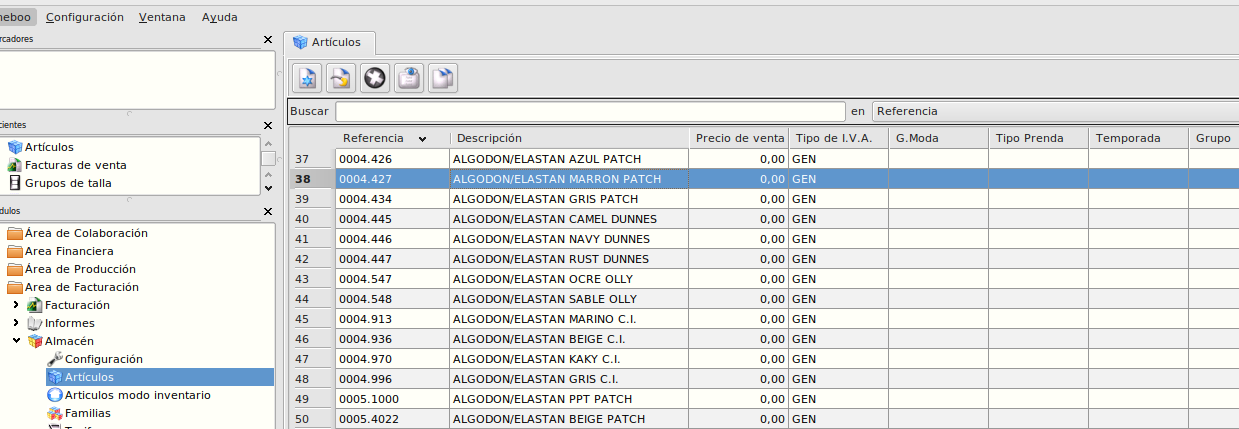 neboo Configuración Ventana Ayuda
rcadores
cientes
Artículos
Facturas de venta
Grupos de talla
dulos
Área de Colaboración
Area Financiera
Área de Producción
Area de Facturación
Facturación
Informes
Almacén
Configuración
Artículos
Articulos modo inventario
Familias
Artículos
Buscar en Referencia
Referencia Descripción Precio de venta Tipo de I.V.A. G.Moda Tipo Prenda Temporada Grupo
37 0004.426 ALGODON/ELASTAN AZUL PATCH 0,00 GEN
38 0004.427 ALGODON/ELASTAN MARRON PATCH 0,00 GEN
39 0004.434 ALGODON/ELASTAN GRIS PATCH 0,00 GEN
40 0004.445 ALGODON/ELASTAN CAMEL DUNNES 0,00 GEN
41 0004.446 ALGODON/ELASTAN NAVY DUNNES 0,00 GEN
42 0004.447 ALGODON/ELASTAN RUST DUNNES 0,00 GEN
43 0004.547 ALGODON/ELASTAN OCRE OLLY 0,00 GEN
44 0004.548 ALGODON/ELASTAN SABLE OLLY 0,00 GEN
45 0004.913 ALGODON/ELASTAN MARINO C.I. 0,00 GEN
46 0004.936 ALGODON/ELASTAN BEIGE C.I. 0,00 GEN
47 0004.970 ALGODON/ELASTAN KAKY C.I. 0,00 GEN
48 0004.996 ALGODON/ELASTAN GRIS C.I. 0,00 GEN
49 0005.1000 ALGODON/ELASTAN PPT PATCH 0,00 GEN
50 0005.4022 ALGODON/ELASTAN BEIGE PATCH 0,00 GEN